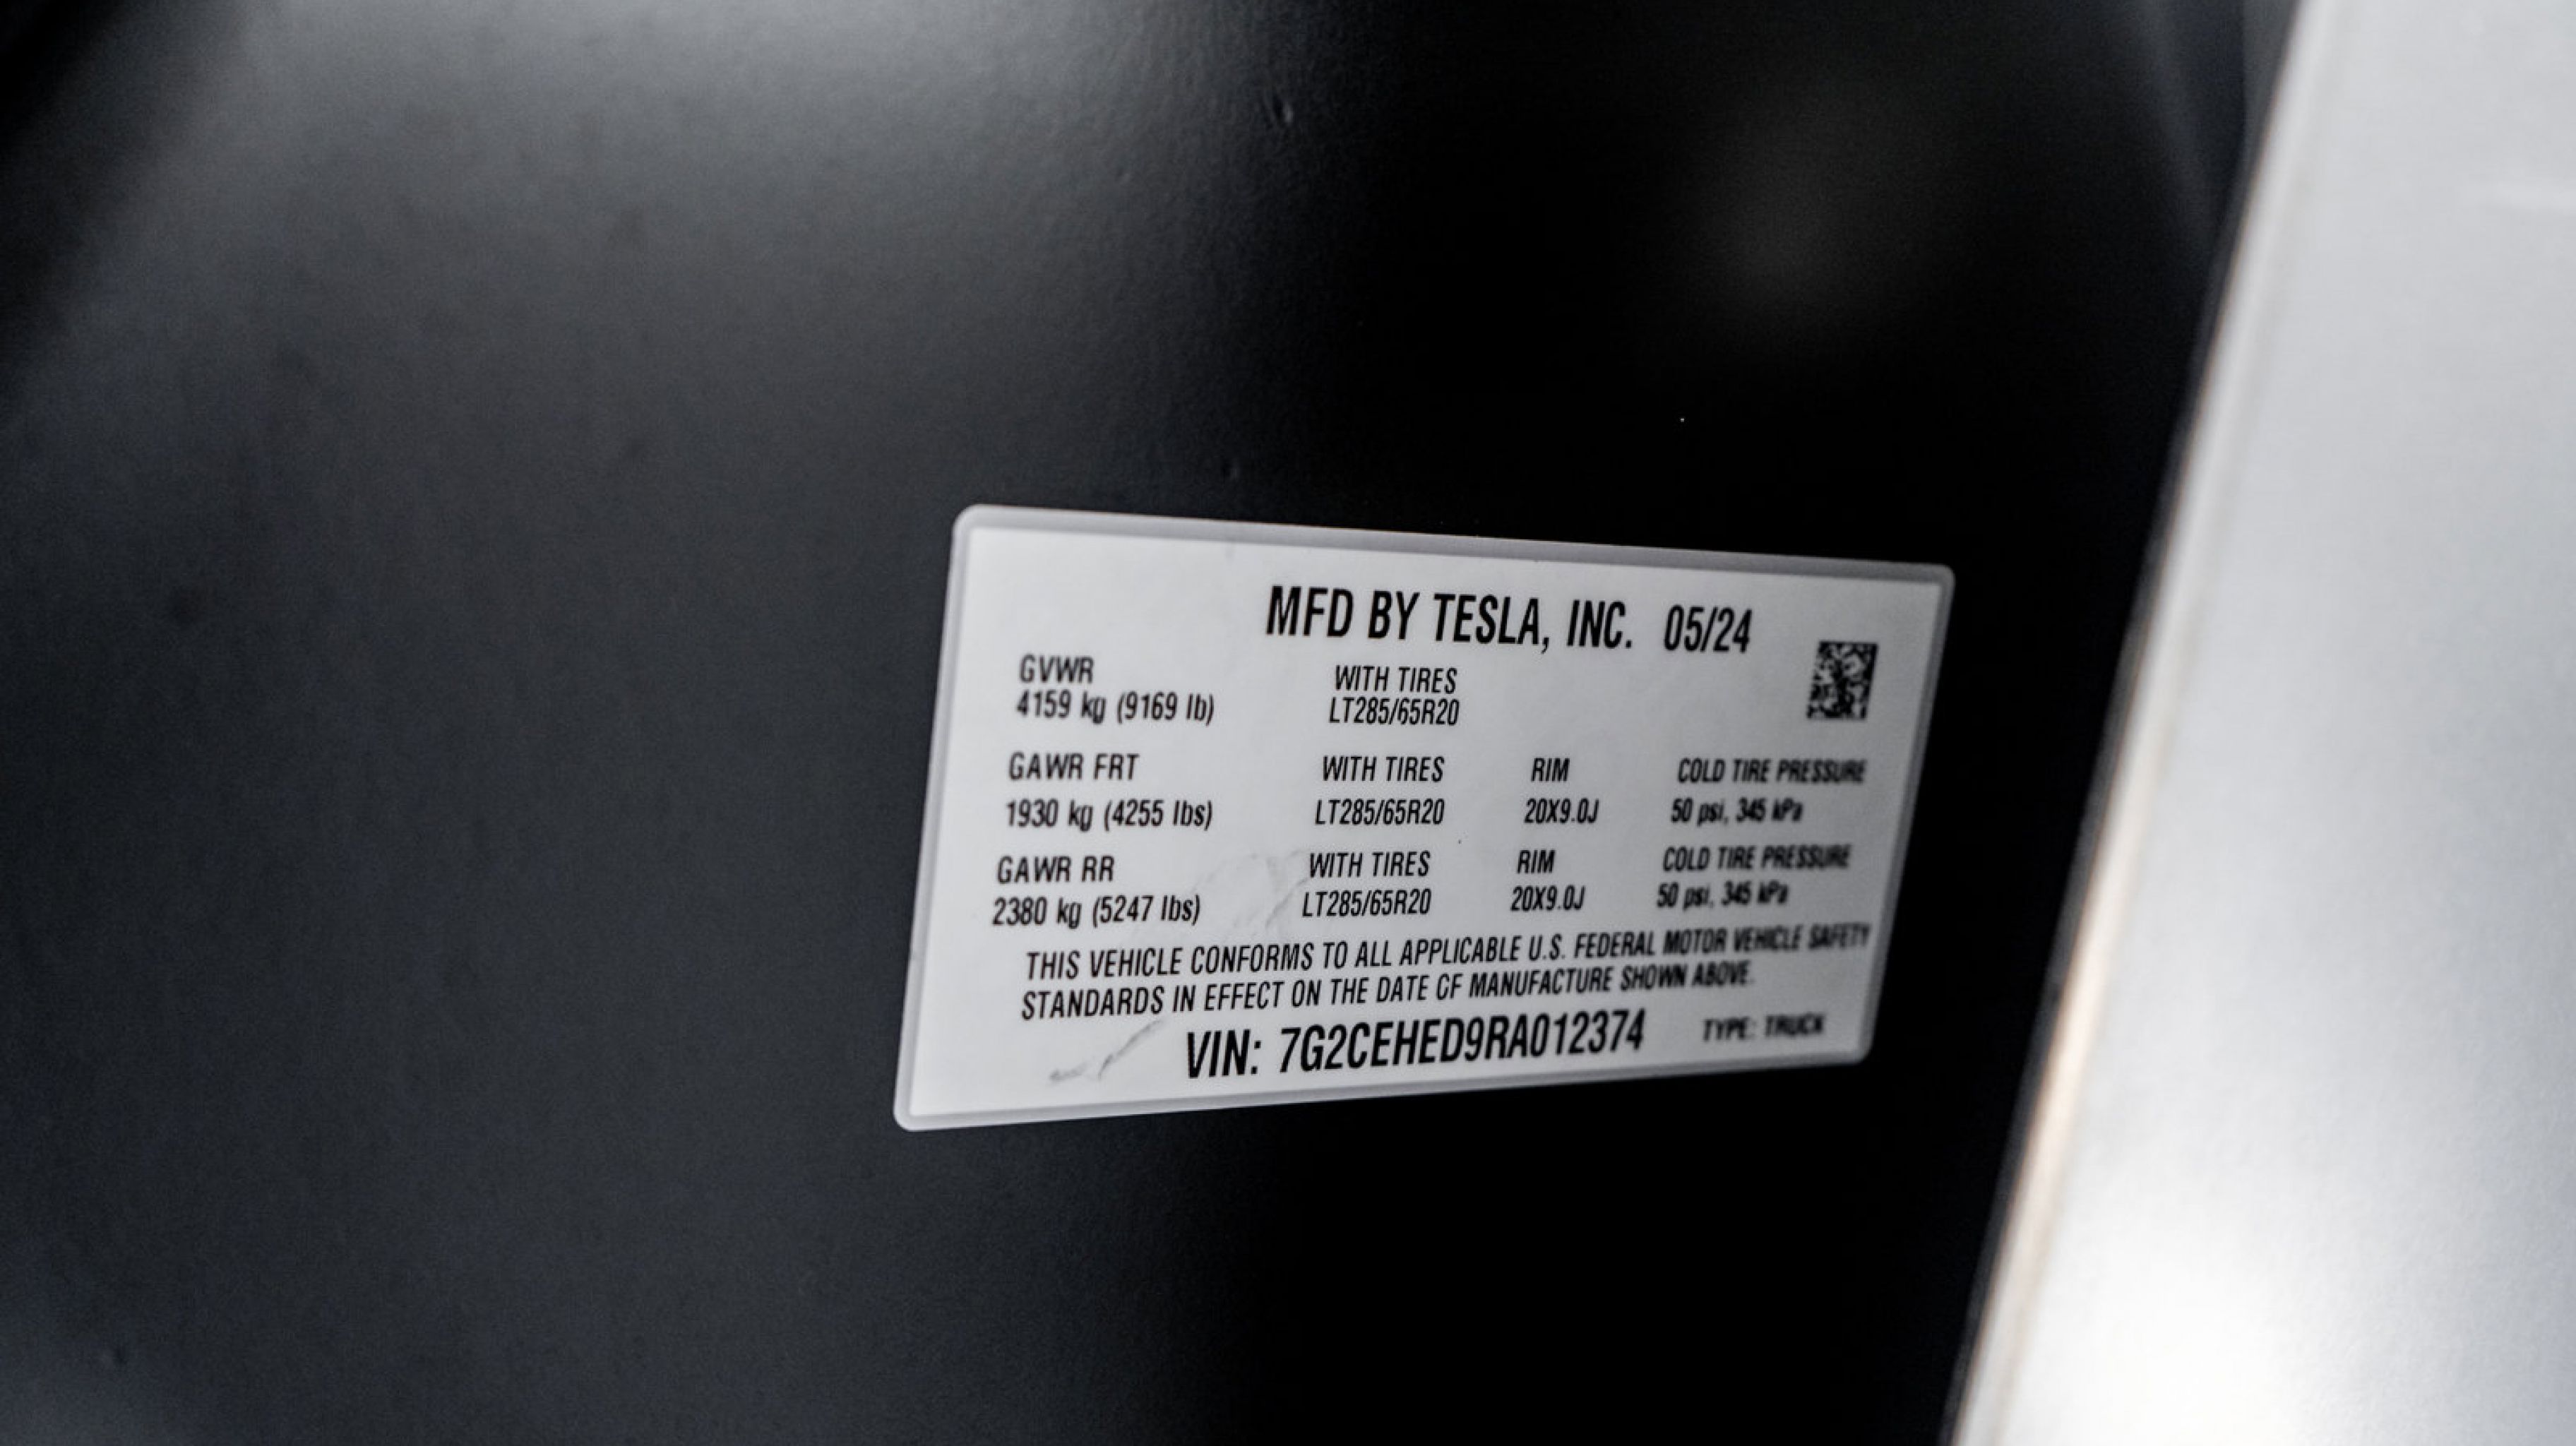 MFD BY TESLA, INC. 05/24
GVWR WITH TIRES
4159 kg (9169 lb) LT285/65R20
GAWR FRT WITH TIRES RIM COLD TIRE PRESSURE
1930 kg (4255 lbs) LT285/65R20 20X9.0J 50 psi, 345 kPa
GAWR RR WITH TIRES RIM COLD TIRE PRESSURE
2380 kg (5247 lbs) LT285/65R20 20X9.0J 50 psi, 345 kPa
THIS VEHICLE CONFORMS TO ALL APPLICABLE U.S. FEDERAL MOTOR VEHICLE SAFETY
STANDARDS IN EFFECT ON THE DATE OF MANUFACTURE SHOWN ABOVE.
VIN: 7G2CEHED9RA012374 TYPE: TRUCK